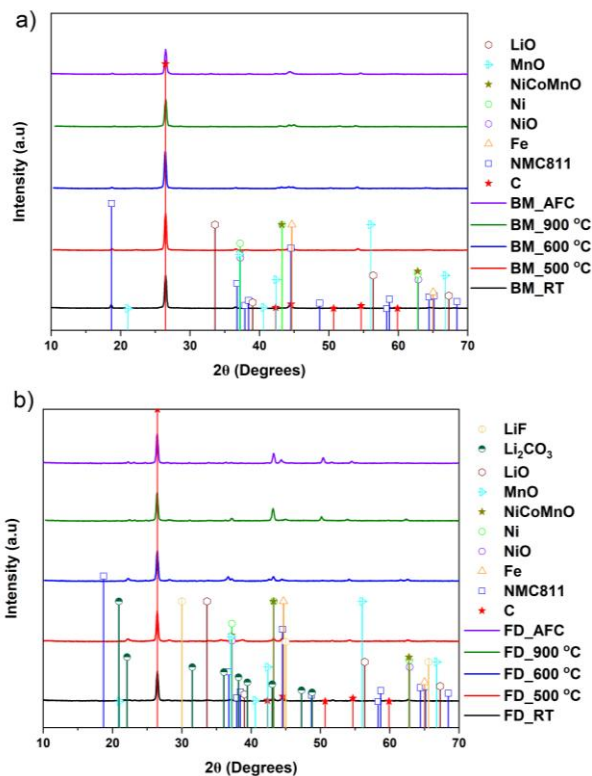 a)
Intensity (a.u)
LiO
MnO
NiCoMnO
Ni
NiO
Fe
NMC811
C
BM_AFC
BM_900 °C
BM_600 °C
BM_500 °C
BM_RT
10 20 30 40 50 60 70
2θ (Degrees)
b)
Intensity (a.u)
LiF
Li₂CO₃
LiO
MnO
NiCoMnO
Ni
NiO
Fe
NMC811
C
FD_AFC
FD_900 °C
FD_600 °C
FD_500 °C
FD_RT
10 20 30 40 50 60 70
2θ (Degrees)